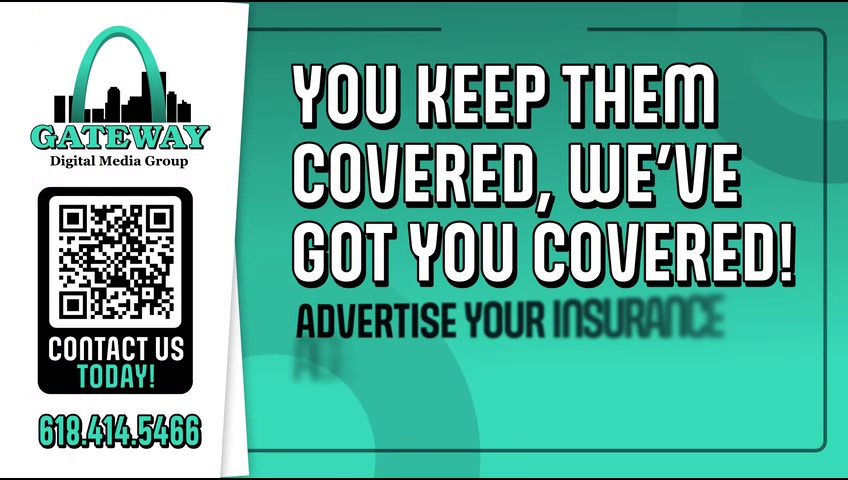 GATEWAY
Digital Media Group
CONTACT US
TODAY!
618.414.5466
YOU KEEP THEM
COVERED, WE'VE
GOT YOU COVERED!
ADVERTISE YOUR INSURANCE